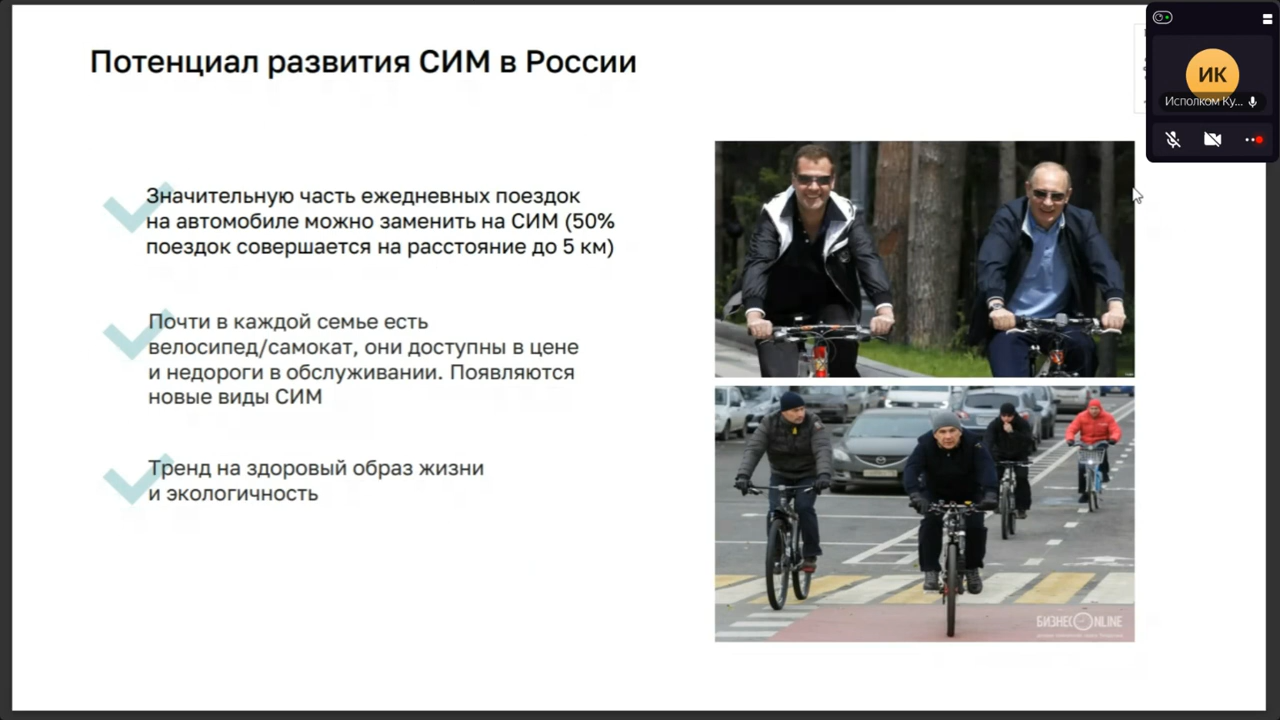 Потенциал развития СИМ в России
Значительную часть ежедневных поездок
на автомобиле можно заменить на СИМ (50%
поездок совершается на расстояние до 5 км)
Почти в каждой семье есть
велосипед/самокат, они доступны в цене
и недороги в обслуживании. Появляются
новые виды СИМ
Тренд на здоровый образ жизни
и экологичность
ИК
Исполком Ку...
БИЗНЕС ONLINE